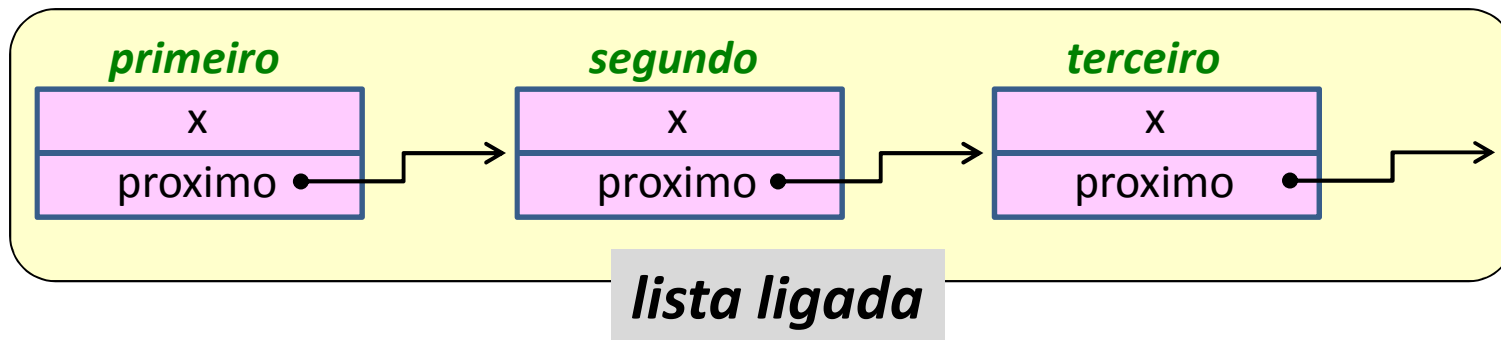 primeiro segundo terceiro
x x x
proximo proximo proximo
lista ligada